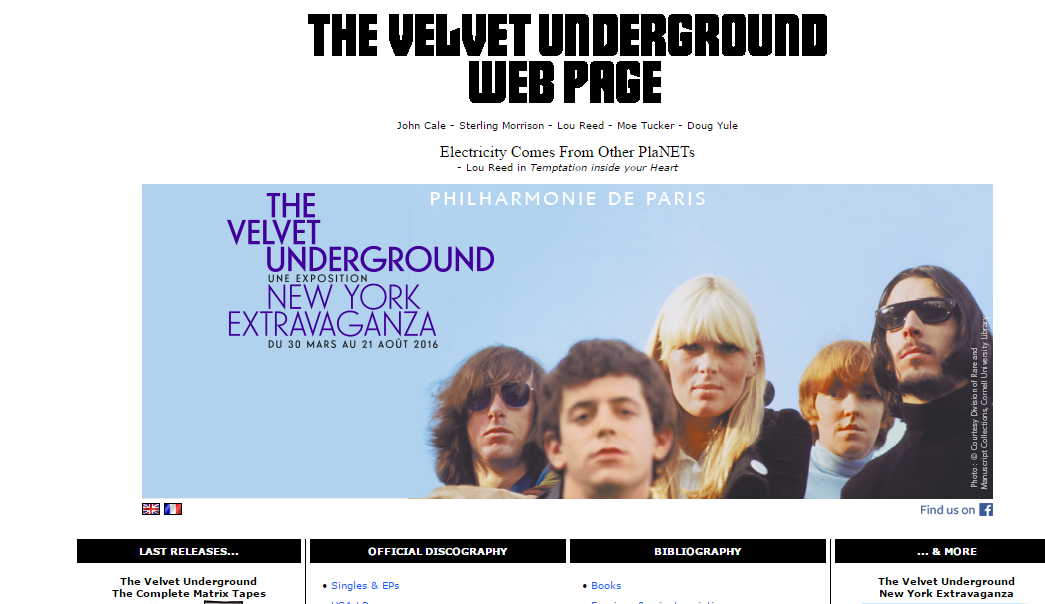 THE VELVET UNDERGROUND
WEB PAGE
John Cale - Sterling Morrison - Lou Reed - Moe Tucker - Doug Yule
Electricity Comes From Other PlaNETs
- Lou Reed in Temptation inside your Heart
PHILHARMONIE DE PARIS
THE
VELVET
UNDERGROUND
UNE EXPOSITION
NEW YORK
EXTRAVAGANZA
DU 30 MARS AU 21 AOÛT 2016
Photo : © Courtesy Division of Rare and
Manuscript Collections, Cornell University Library
Find us on f
LAST RELEASES...
The Velvet Underground
The Complete Matrix Tapes
OFFICIAL DISCOGRAPHY
• Singles & EPs
BIBLIOGRAPHY
• Books
... & MORE
The Velvet Underground
New York Extravaganza